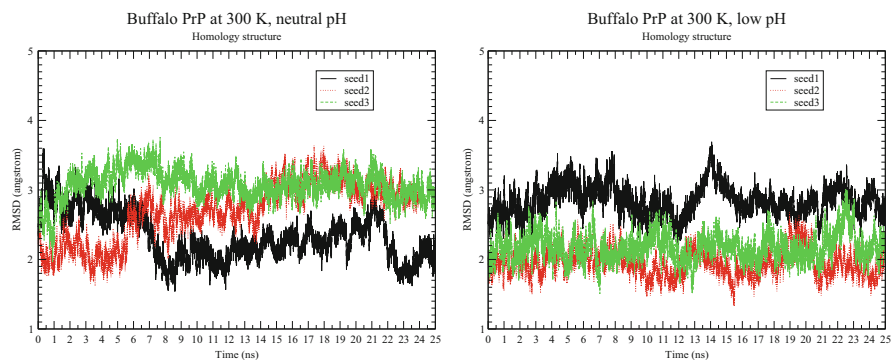 Buffalo PrP at 300 K, neutral pH
Homology structure
5
4
3
2
1
RMSD (angstrom)
seed1
seed2
seed3
0 1 2 3 4 5 6 7 8 9 10 11 12 13 14 15 16 17 18 19 20 21 22 23 24 25
Time (ns)
Buffalo PrP at 300 K, low pH
Homology structure
5
4
3
2
1
RMSD (angstrom)
seed1
seed2
seed3
0 1 2 3 4 5 6 7 8 9 10 11 12 13 14 15 16 17 18 19 20 21 22 23 24 25
Time (ns)